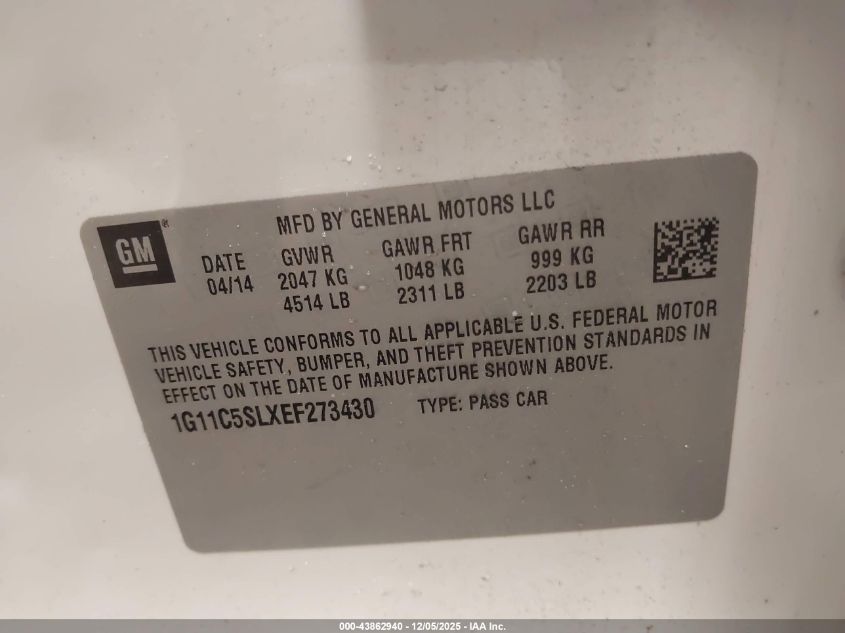 MFD BY GENERAL MOTORS LLC
GM®
DATE GVWR GAWR FRT GAWR RR
04/14 2047 KG 1048 KG 999 KG
4514 LB 2311 LB 2203 LB
THIS VEHICLE CONFORMS TO ALL APPLICABLE U.S. FEDERAL MOTOR
VEHICLE SAFETY, BUMPER, AND THEFT PREVENTION STANDARDS IN
EFFECT ON THE DATE OF MANUFACTURE SHOWN ABOVE.
1G11C5SLXEF273430 TYPE: PASS CAR
000-43862940 - 12/05/2025 - IAA Inc.